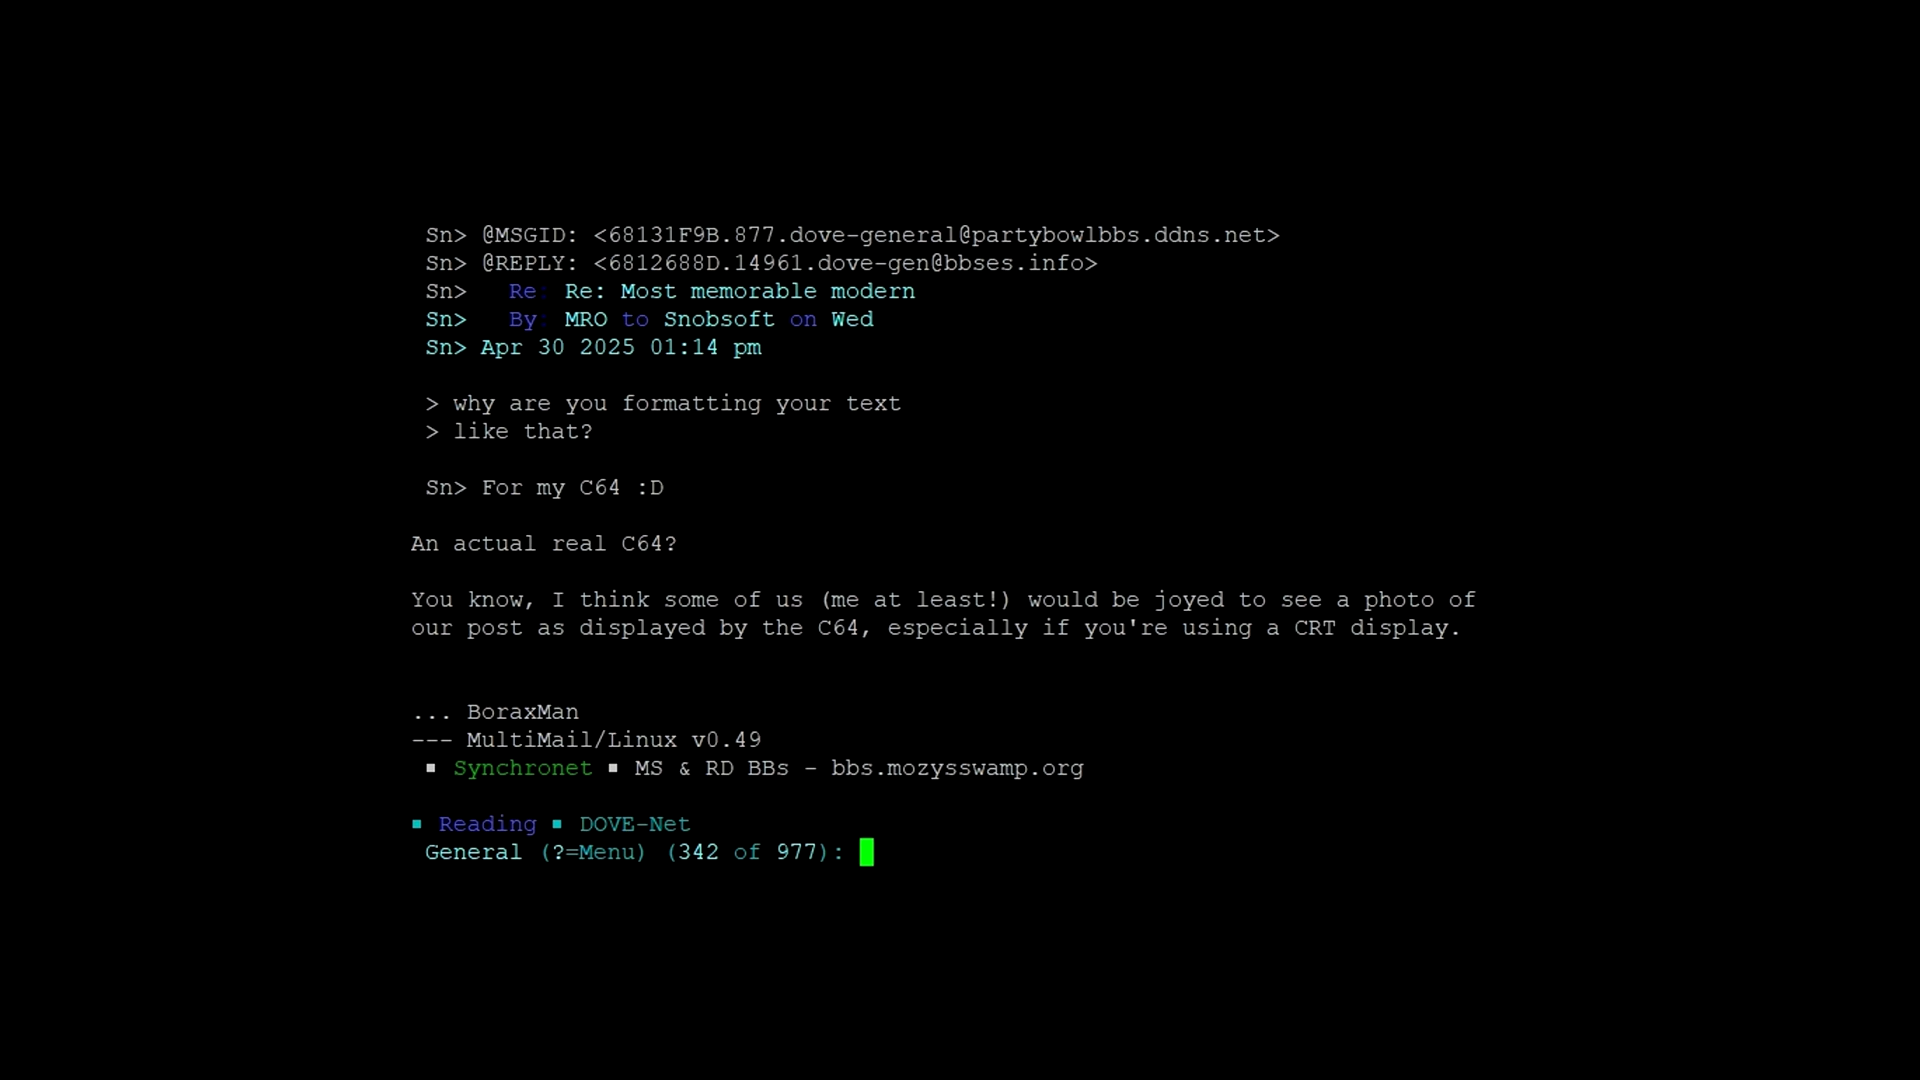 Sn> @MSGID: <68131F9B.877.dove-general@partybowlbbs.ddns.net>
Sn> @REPLY: <6812688D.14961.dove-gen@bbses.info>
Sn>   Re: Re: Most memorable modern
Sn>   By: MRO to Snobsoft on Wed
Sn> Apr 30 2025 01:14 pm
> why are you formatting your text
> like that?
Sn> For my C64 :D
An actual real C64?
You know, I think some of us (me at least!) would be joyed to see a photo of
our post as displayed by the C64, especially if you're using a CRT display.
... BoraxMan
--- MultiMail/Linux v0.49
▪ Synchronet ▪ MS & RD BBs - bbs.mozysswamp.org
▪ Reading ▪ DOVE-Net
General (?=Menu) (342 of 977):